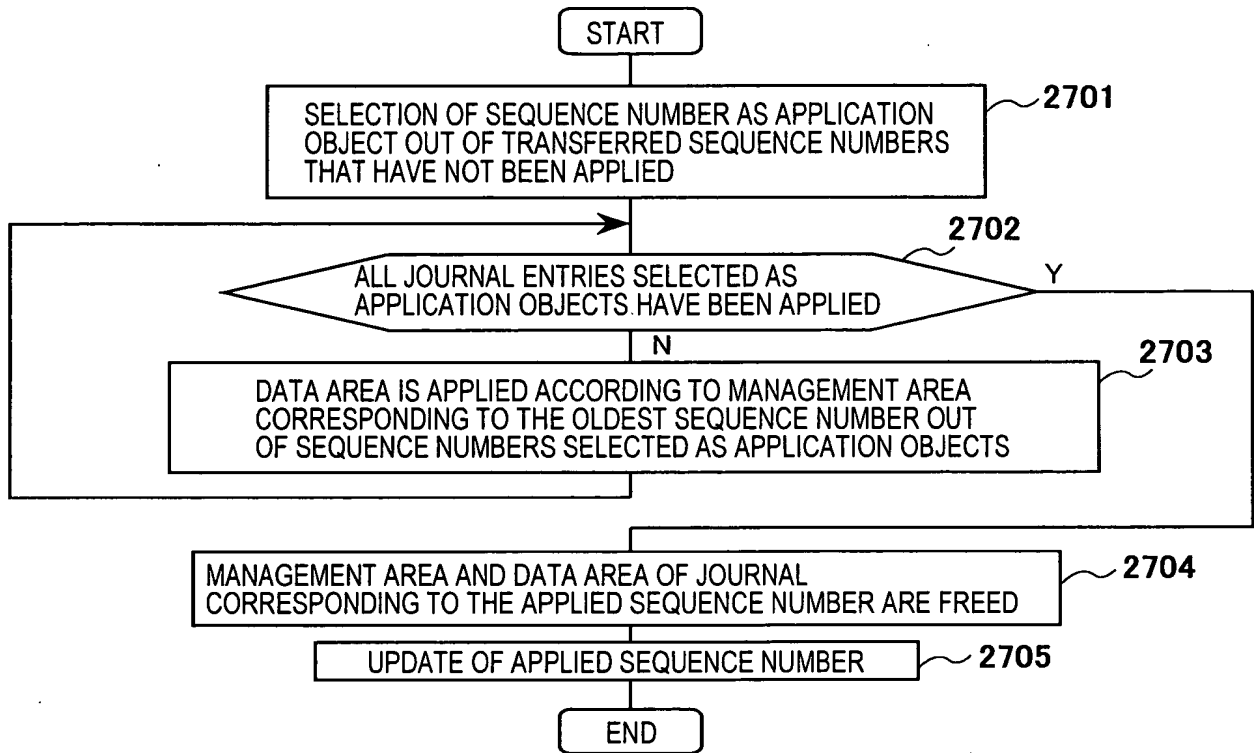 START
2701
SELECTION OF SEQUENCE NUMBER AS APPLICATION
OBJECT OUT OF TRANSFERRED SEQUENCE NUMBERS
THAT HAVE NOT BEEN APPLIED
2702
ALL JOURNAL ENTRIES SELECTED AS
APPLICATION OBJECTS HAVE BEEN APPLIED
Y
N
2703
DATA AREA IS APPLIED ACCORDING TO MANAGEMENT AREA
CORRESPONDING TO THE OLDEST SEQUENCE NUMBER OUT
OF SEQUENCE NUMBERS SELECTED AS APPLICATION OBJECTS
MANAGEMENT AREA AND DATA AREA OF JOURNAL
CORRESPONDING TO THE APPLIED SEQUENCE NUMBER ARE FREED
2704
UPDATE OF APPLIED SEQUENCE NUMBER
2705
END